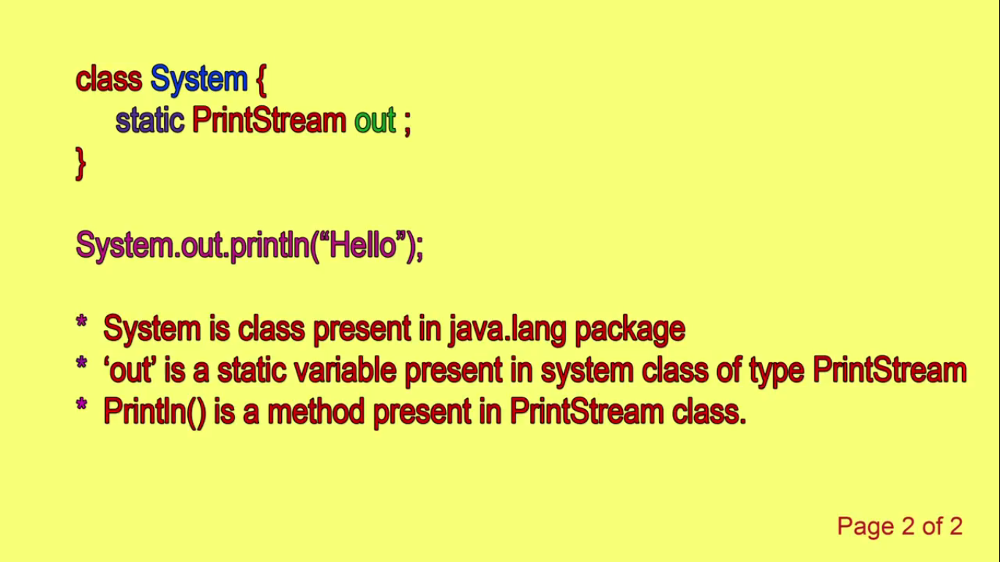 class System {
static PrintStream out ;
}
System.out.println(“Hello”);
* System is class present in java.lang package
* ‘out’ is a static variable present in system class of type PrintStream
* Println() is a method present in PrintStream class.
Page 2 of 2